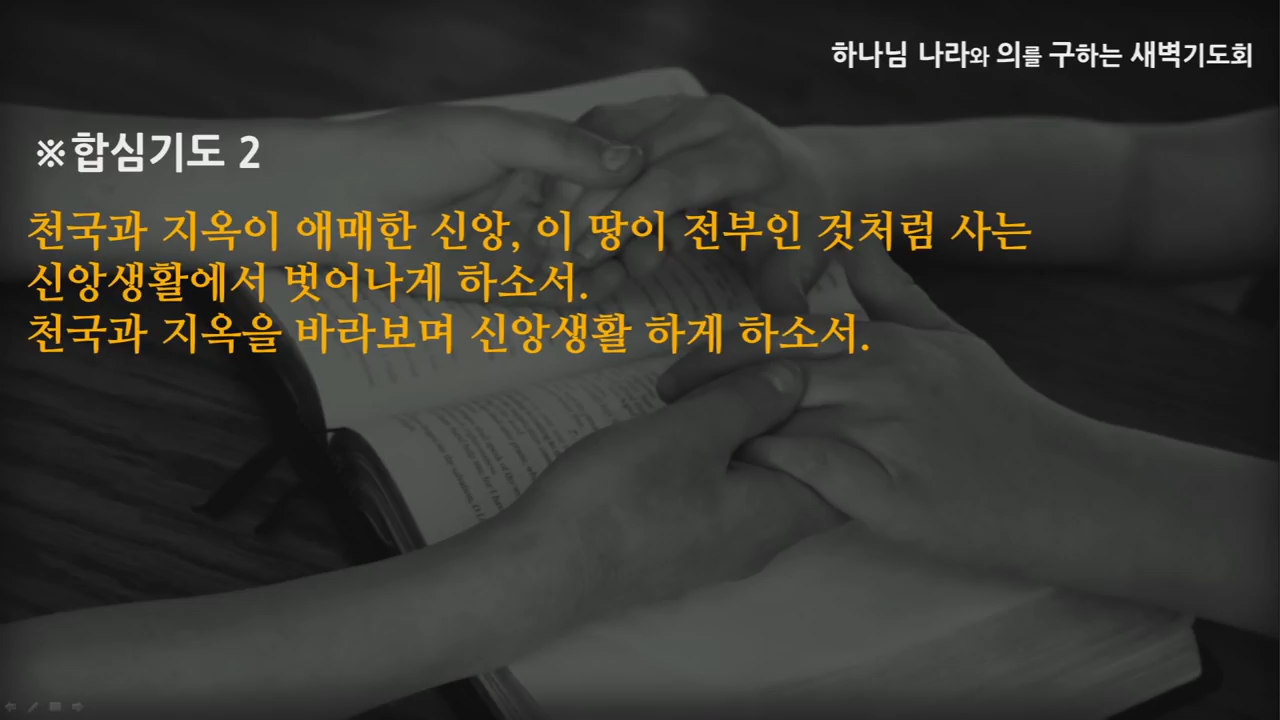 하나님 나라와 의를 구하는 새벽기도회
※합심기도 2
천국과 지옥이 애매한 신앙, 이 땅이 전부인 것처럼 사는
신앙생활에서 벗어나게 하소서.
천국과 지옥을 바라보며 신앙생활 하게 하소서.